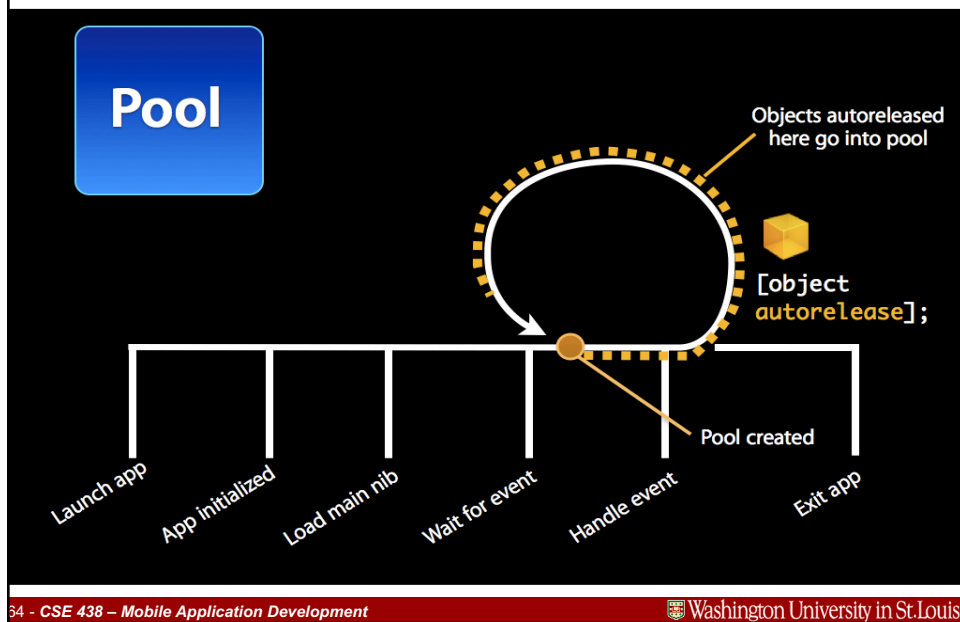 Pool
Objects autoreleased
here go into pool
[object
autorelease];
Pool created
Launch app
App initialized
Load main nib
Wait for event
Handle event
Exit app
64 - CSE 438 – Mobile Application Development
Washington University in St.Louis